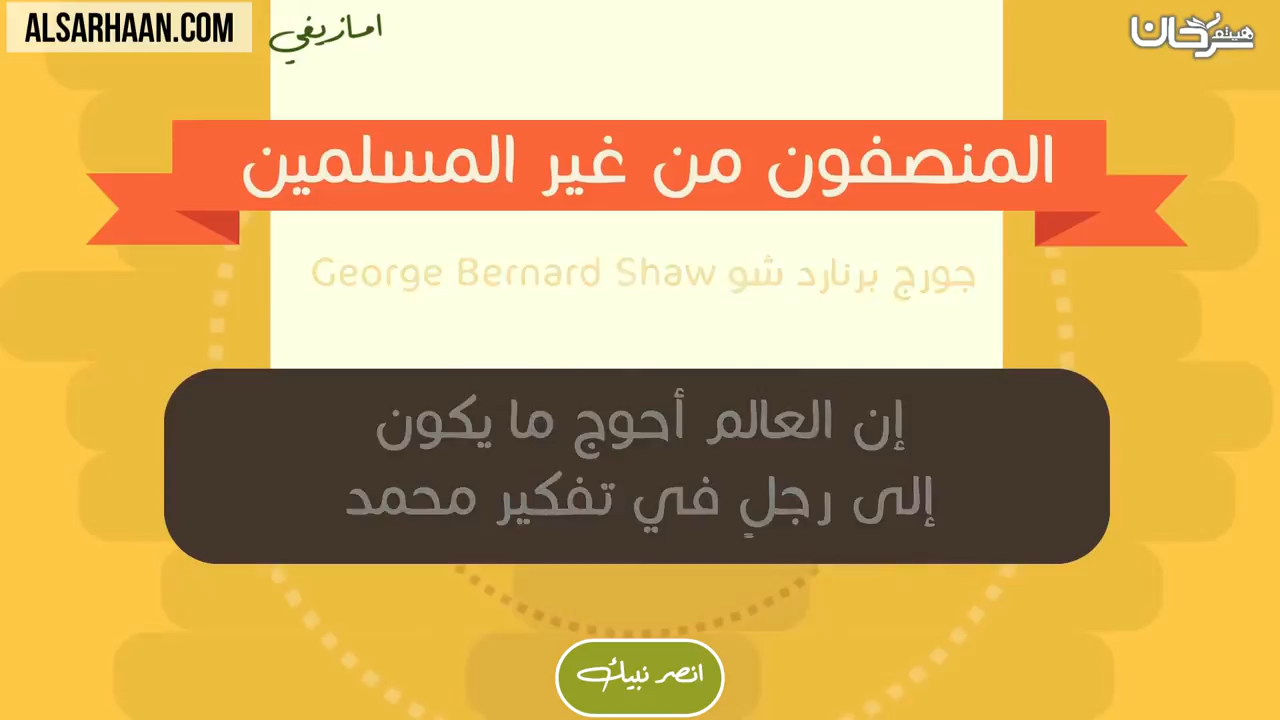 ALSARHAAN.COM
امازيغي
هيثم سرحان
المنصفون من غير المسلمين
جورج برنارد شو George Bernard Shaw
إن العالم أحوج ما يكون
إلى رجلٍ في تفكير محمد
انصر نبيك